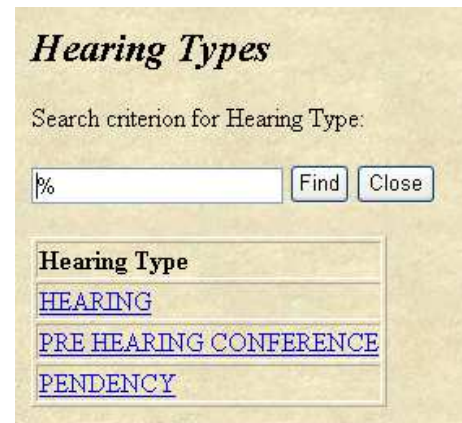 Hearing Types
Search criterion for Hearing Type:
% Find Close
Hearing Type
HEARING
PRE HEARING CONFERENCE
PENDENCY